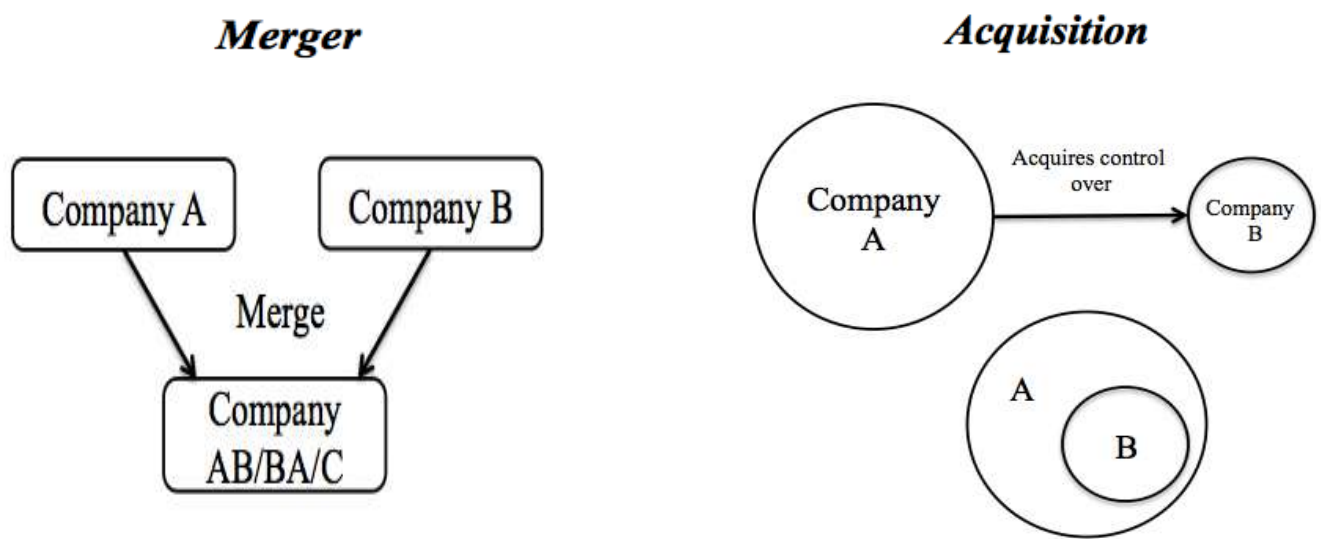 Merger
Company A
Company B
Merge
Company
AB/BA/C
Acquisition
Company
A
Acquires control
over
Company
B
A
B